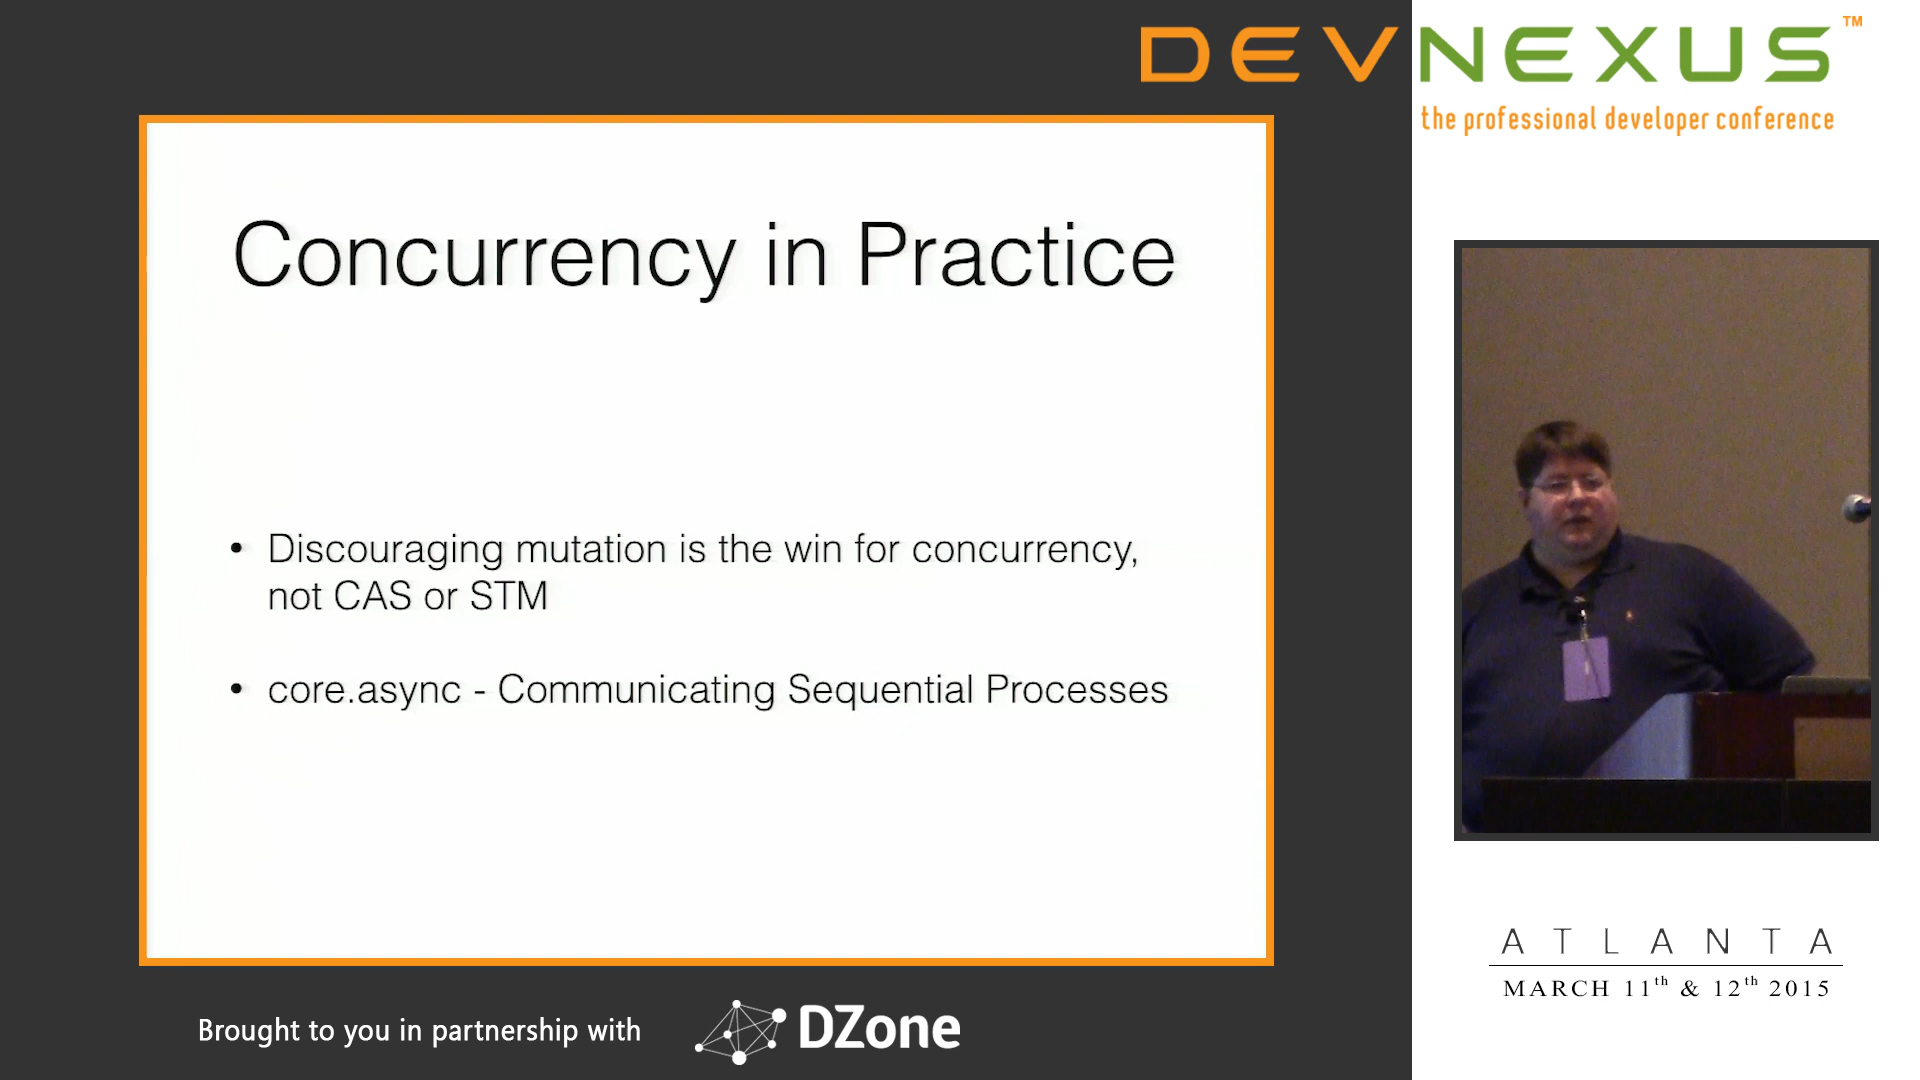 DEVNEXUS™
the professional developer conference
Concurrency in Practice
• Discouraging mutation is the win for concurrency,
not CAS or STM
• core.async - Communicating Sequential Processes
ATLANTA
MARCH 11th & 12th 2015
Brought to you in partnership with
DZone